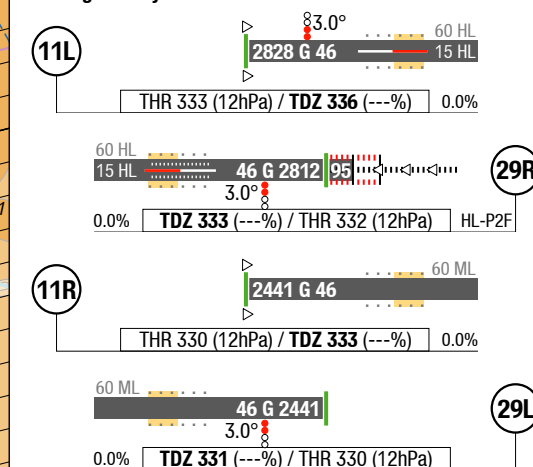 3.0°
60 HL
11L
2828 G 46
15 HL
THR 333 (12hPa) / TDZ 336 (---%) 0.0%
60 HL
15 HL
46 G 2812 95
29R
3.0°
0.0% TDZ 333 (---%) / THR 332 (12hPa) HL-P2F
60 ML
11R
2441 G 46
THR 330 (12hPa) / TDZ 333 (---%) 0.0%
60 ML
46 G 2441
29L
3.0°
0.0% TDZ 331 (---%) / THR 330 (12hPa)